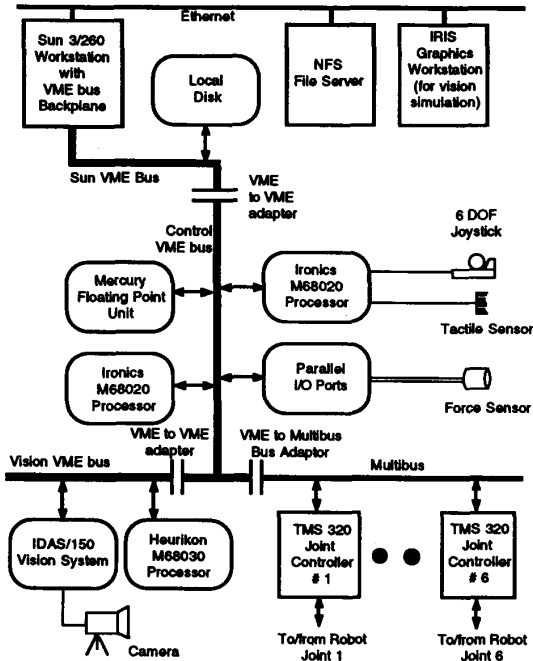 Ethernet
Sun 3/260
Workstation
with
VME bus
Backplane
Local
Disk
NFS
File Server
IRIS
Graphics
Workstation
(for vision
simulation)
Sun VME Bus
VME
to VME
adapter
Control
VME bus
6 DOF
Joystick
Mercury
Floating Point
Unit
Ironics
M68020
Processor
Tactile Sensor
Ironics
M68020
Processor
Parallel
I/O Ports
Force Sensor
VME to VME
adapter
VME to Multibus
Bus Adaptor
Vision VME bus
Multibus
IDAS/150
Vision System
Heurikon
M68030
Processor
TMS 320
Joint
Controller
# 1
TMS 320
Joint
Controller
# 6
Camera
To/from Robot
Joint 1
To/from Robot
Joint 6